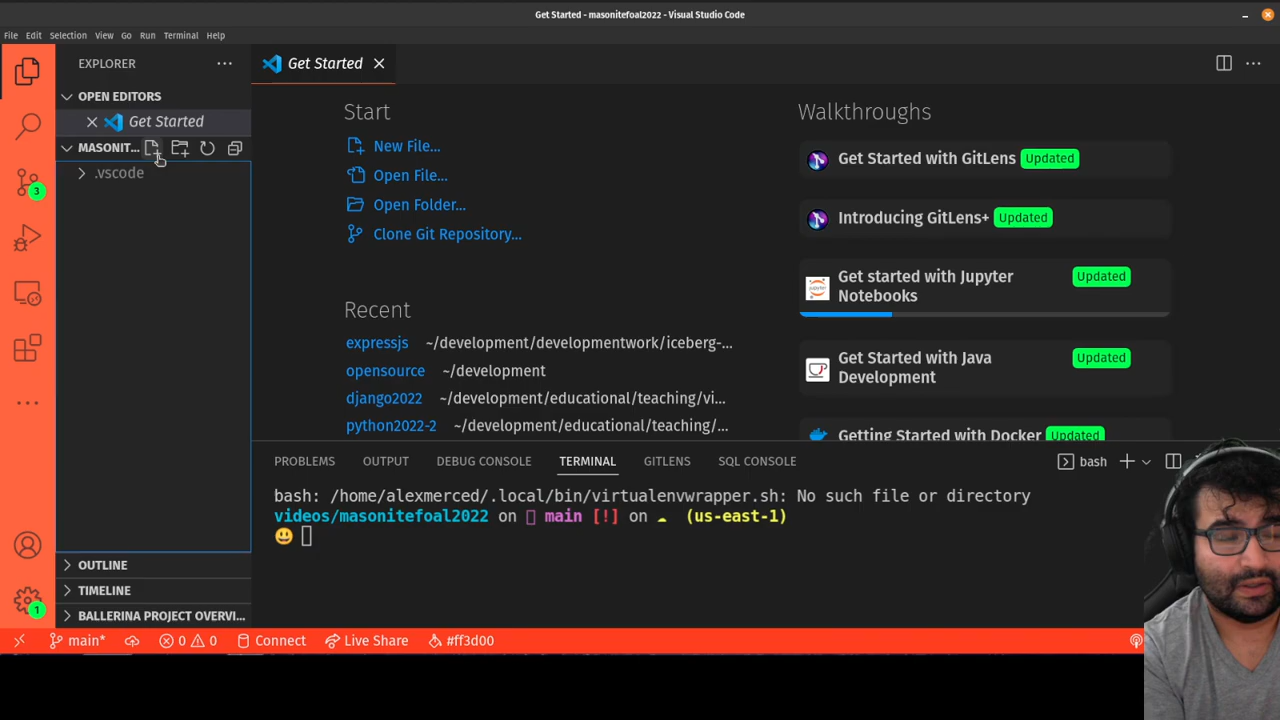 Get Started - masonitefoal2022 - Visual Studio Code
File Edit Selection View Go Run Terminal Help
EXPLORER
OPEN EDITORS
Get Started
MASONIT...
.vscode
OUTLINE
TIMELINE
BALLERINA PROJECT OVERVI...
3
1
Get Started
Start
New File...
Open File...
Open Folder...
Clone Git Repository...
Recent
expressjs ~/development/developmentwork/iceberg-...
opensource ~/development
django2022 ~/development/educational/teaching/vi...
python2022-2 ~/development/educational/teaching/...
Walkthroughs
Get Started with GitLens Updated
Introducing GitLens+ Updated
Get started with Jupyter Updated
Notebooks
Get Started with Java Updated
Development
Getting Started with Docker Updated
PROBLEMS OUTPUT DEBUG CONSOLE TERMINAL GITLENS SQL CONSOLE
bash
bash: /home/alexmerced/.local/bin/virtualenvwrapper.sh: No such file or directory
videos/masonitefoal2022 on main [!] on ☁ (us-east-1)
😃
main* 0 0 Connect Live Share #ff3d00